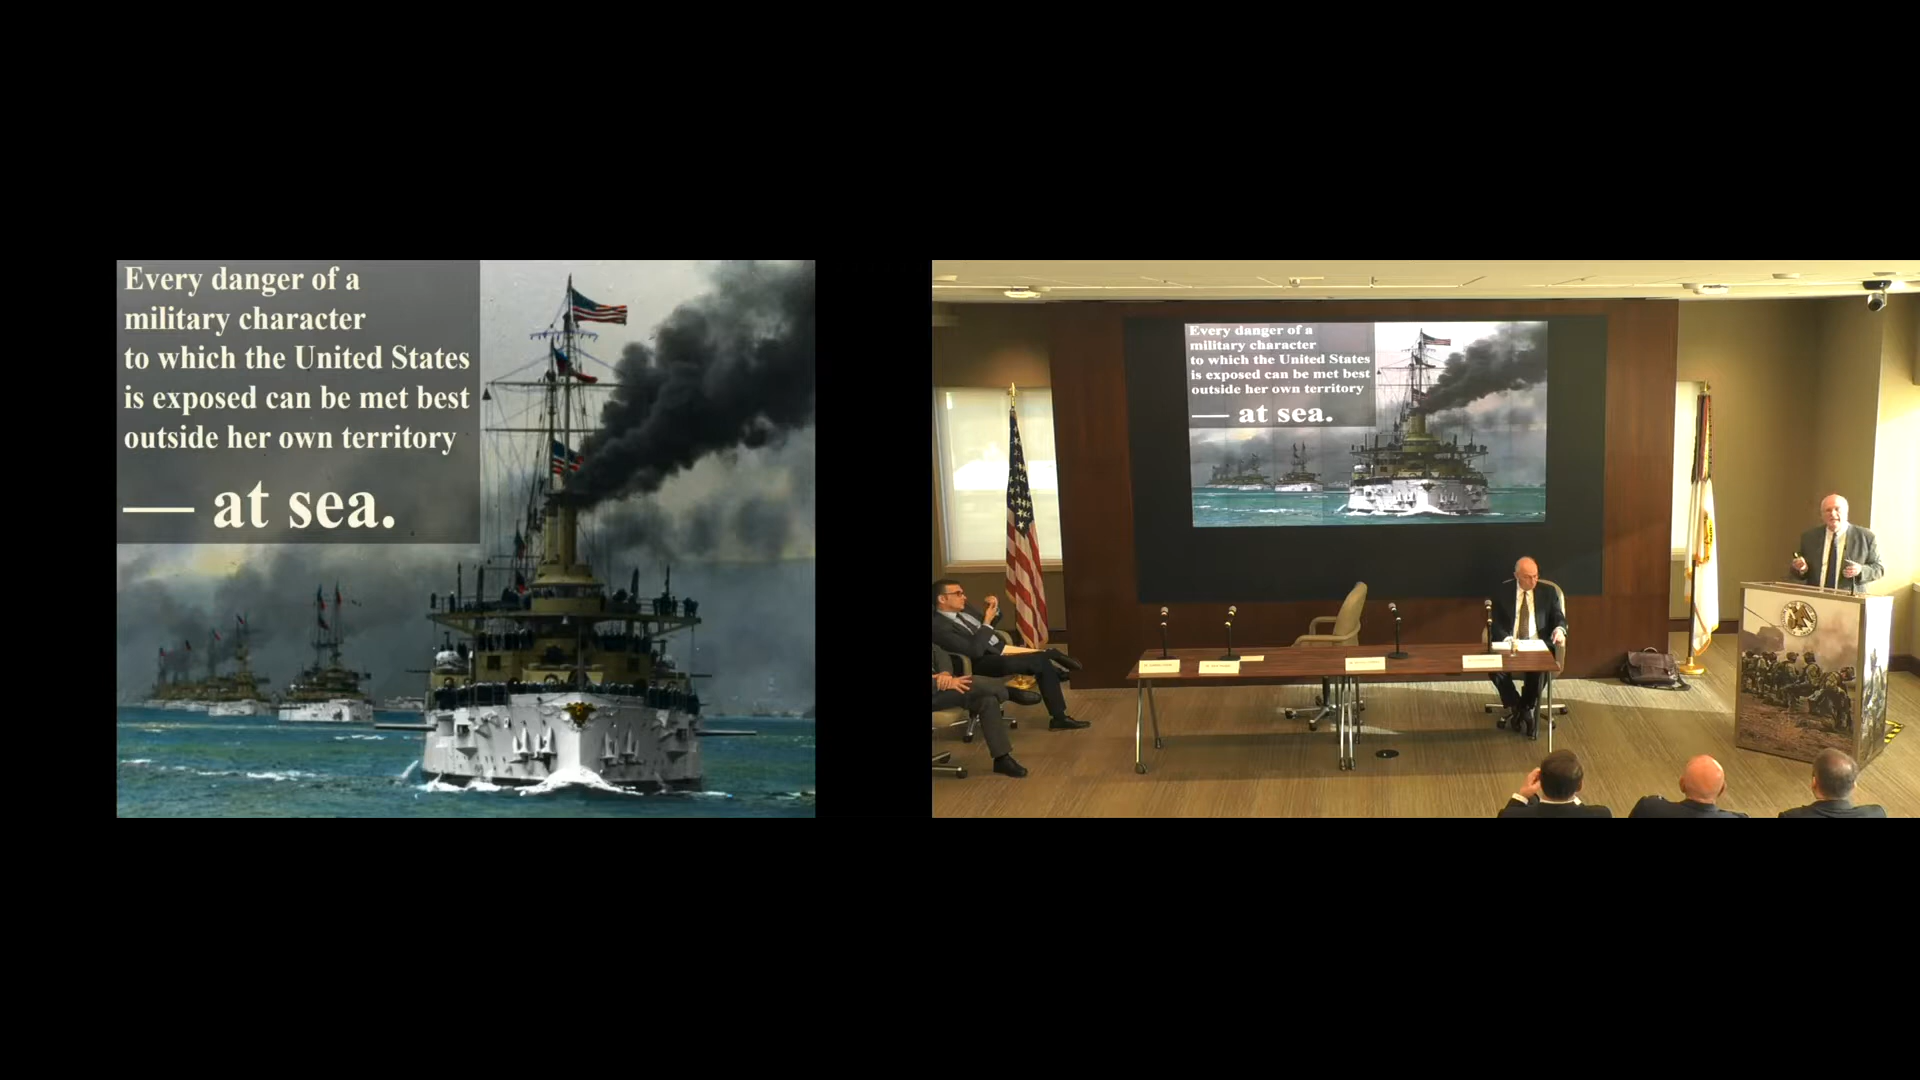 Every danger of a
military character
to which the United States
is exposed can be met best
outside her own territory
— at sea.
Every danger of a
military character
to which the United States
is exposed can be met best
outside her own territory
— at sea.